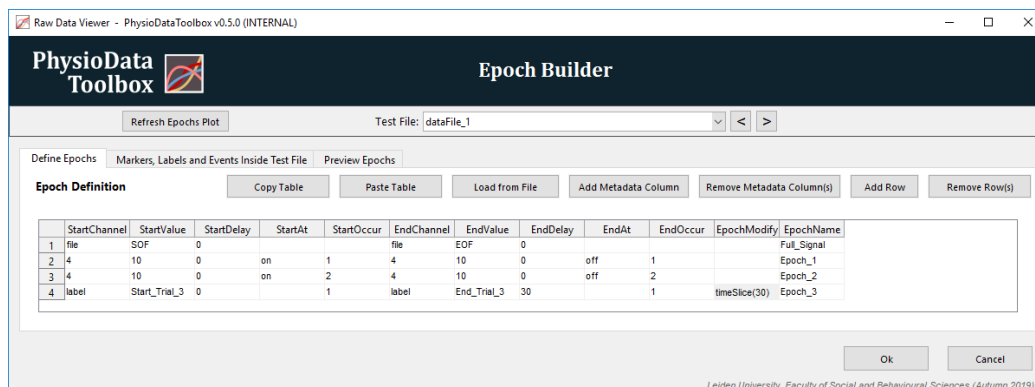 Raw Data Viewer - PhysioDataToolbox v0.5.0 (INTERNAL)
PhysioData
Toolbox
Epoch Builder
Refresh Epochs Plot
Test File: dataFile_1
< >
Define Epochs Markers, Labels and Events Inside Test File Preview Epochs
Epoch Definition Copy Table Paste Table Load from File Add Metadata Column Remove Metadata Column(s) Add Row Remove Row(s)
StartChannel StartValue StartDelay StartAt StartOccur EndChannel EndValue EndDelay EndAt EndOccur EpochModify EpochName
1 file SOF 0 file EOF 0 Full_Signal
2 4 10 0 on 1 4 10 0 off 1 Epoch_1
3 4 10 0 on 2 4 10 0 off 2 Epoch_2
4 label Start_Trial_3 0 1 label End_Trial_3 30 1 timeSlice(30) Epoch_3
Ok Cancel
Leiden University, Faculty of Social and Behavioural Sciences (Autumn 2019)